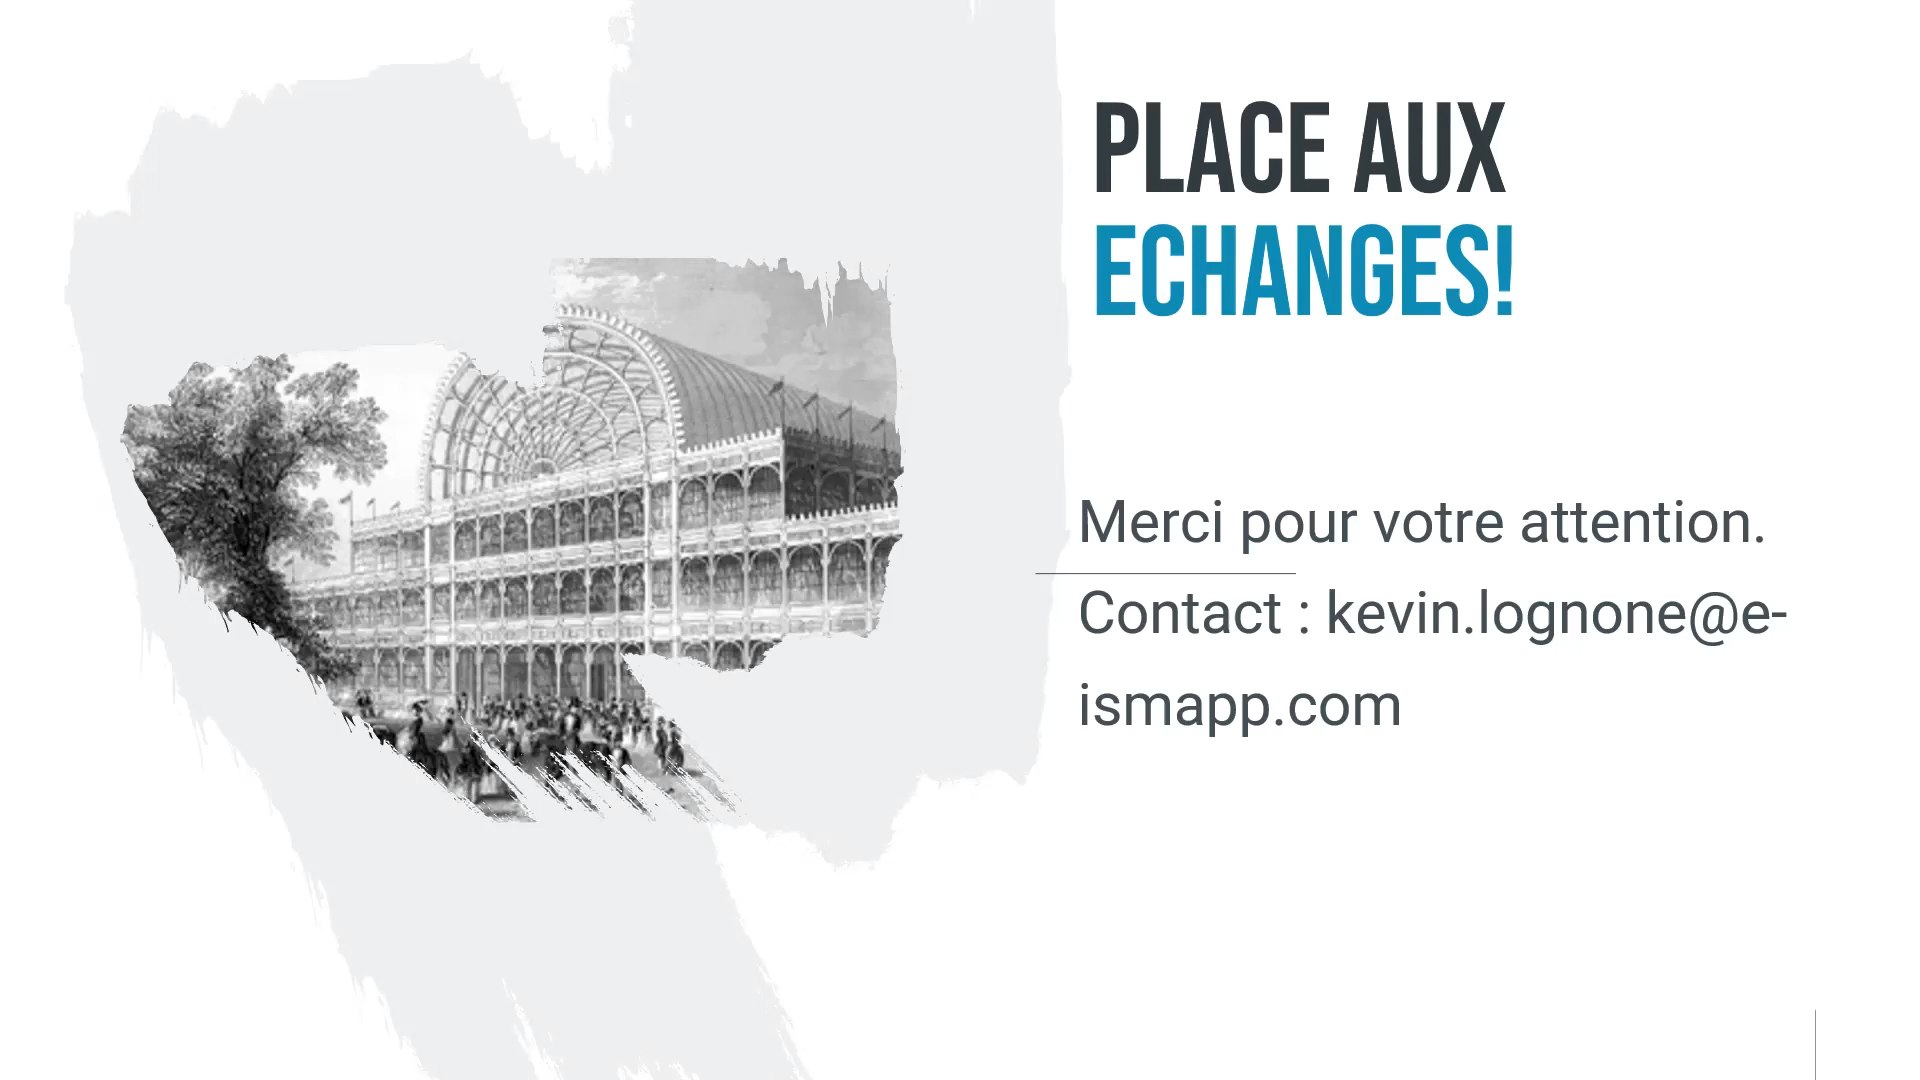 PLACE AUX
ECHANGES!
Merci pour votre attention.
Contact : kevin.lognone@e-
ismapp.com